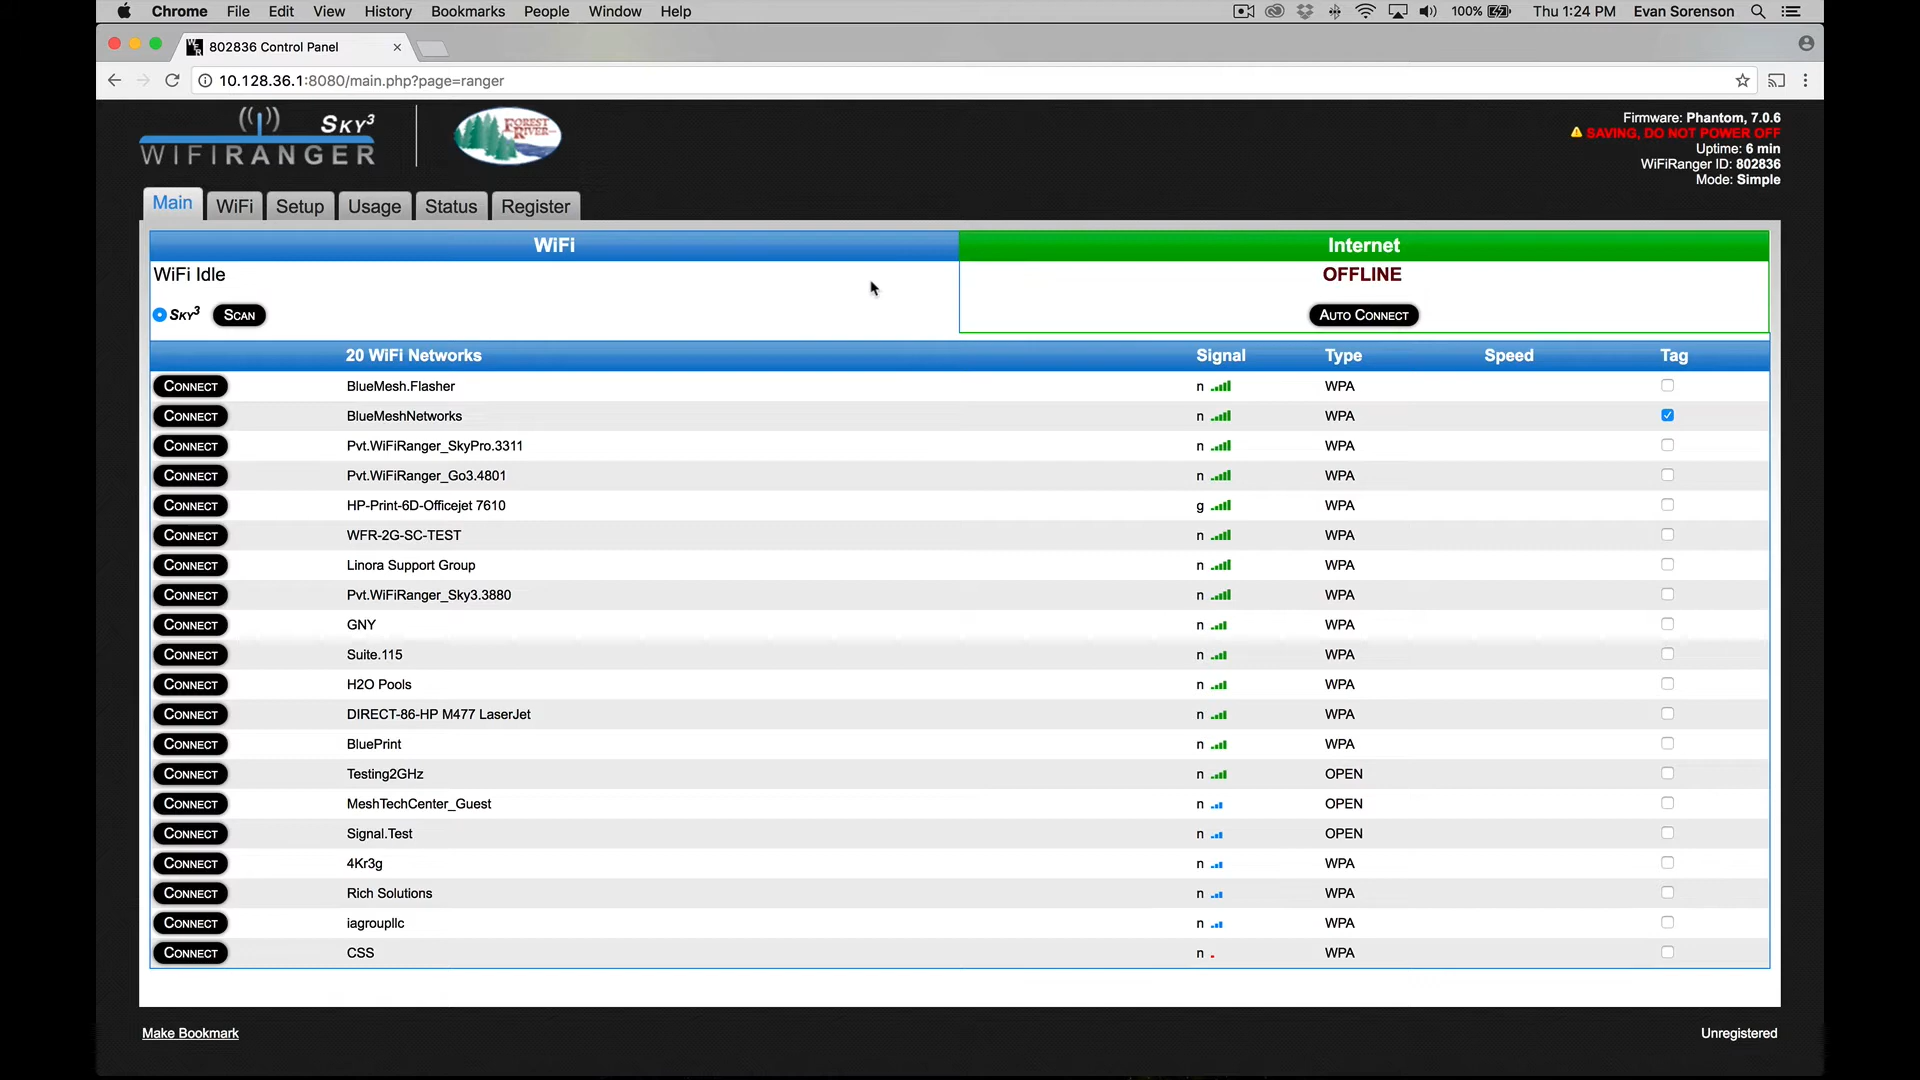 Chrome File Edit View History Bookmarks People Window Help 100% Thu 1:24 PM Evan Sorenson
802836 Control Panel
10.128.36.1:8080/main.php?page=ranger
SKY3
WIFIRANGER
FOREST RIVER
Firmware: Phantom, 7.0.6
SAVING, DO NOT POWER OFF
Uptime: 6 min
WiFiRanger ID: 802836
Mode: Simple
Main WiFi Setup Usage Status Register
WiFi Internet
WiFi Idle OFFLINE
SKY3 SCAN AUTO CONNECT
20 WiFi Networks Signal Type Speed Tag
CONNECT BlueMesh.Flasher n WPA
CONNECT BlueMeshNetworks n WPA
CONNECT Pvt.WiFiRanger_SkyPro.3311 n WPA
CONNECT Pvt.WiFiRanger_Go3.4801 n WPA
CONNECT HP-Print-6D-Officejet 7610 g WPA
CONNECT WFR-2G-SC-TEST n WPA
CONNECT Linora Support Group n WPA
CONNECT Pvt.WiFiRanger_Sky3.3880 n WPA
CONNECT GNY n WPA
CONNECT Suite.115 n WPA
CONNECT H2O Pools n WPA
CONNECT DIRECT-86-HP M477 LaserJet n WPA
CONNECT BluePrint n WPA
CONNECT Testing2GHz n OPEN
CONNECT MeshTechCenter_Guest n OPEN
CONNECT Signal.Test n OPEN
CONNECT 4Kr3g n WPA
CONNECT Rich Solutions n WPA
CONNECT iagroupllc n WPA
CONNECT CSS n WPA
Make Bookmark Unregistered